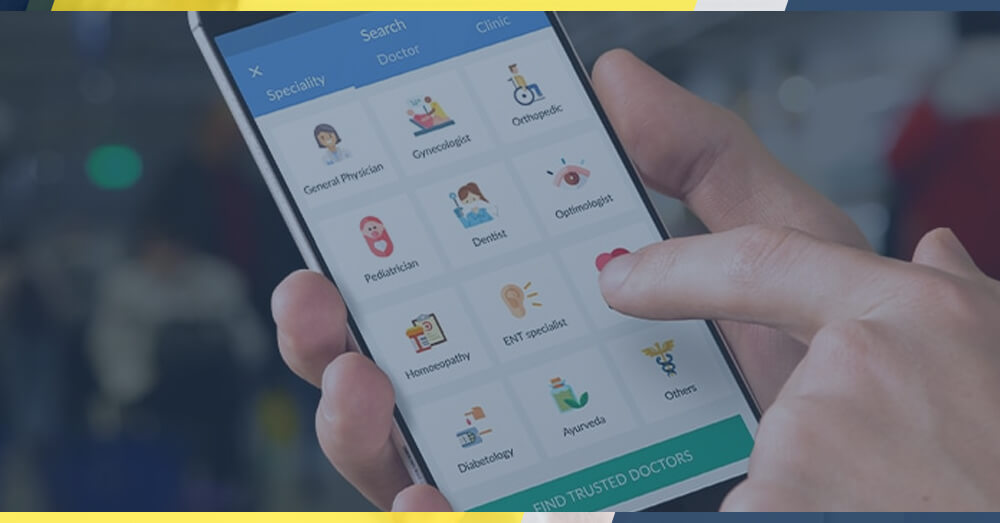 Search
Speciality
Doctor
Clinic
General Physician
Gynecologist
Orthopedic
Pediatrician
Dentist
Optimologist
Homoeopathy
ENT specialist
Diabetology
Ayurveda
Others
FIND TRUSTED DOCTORS